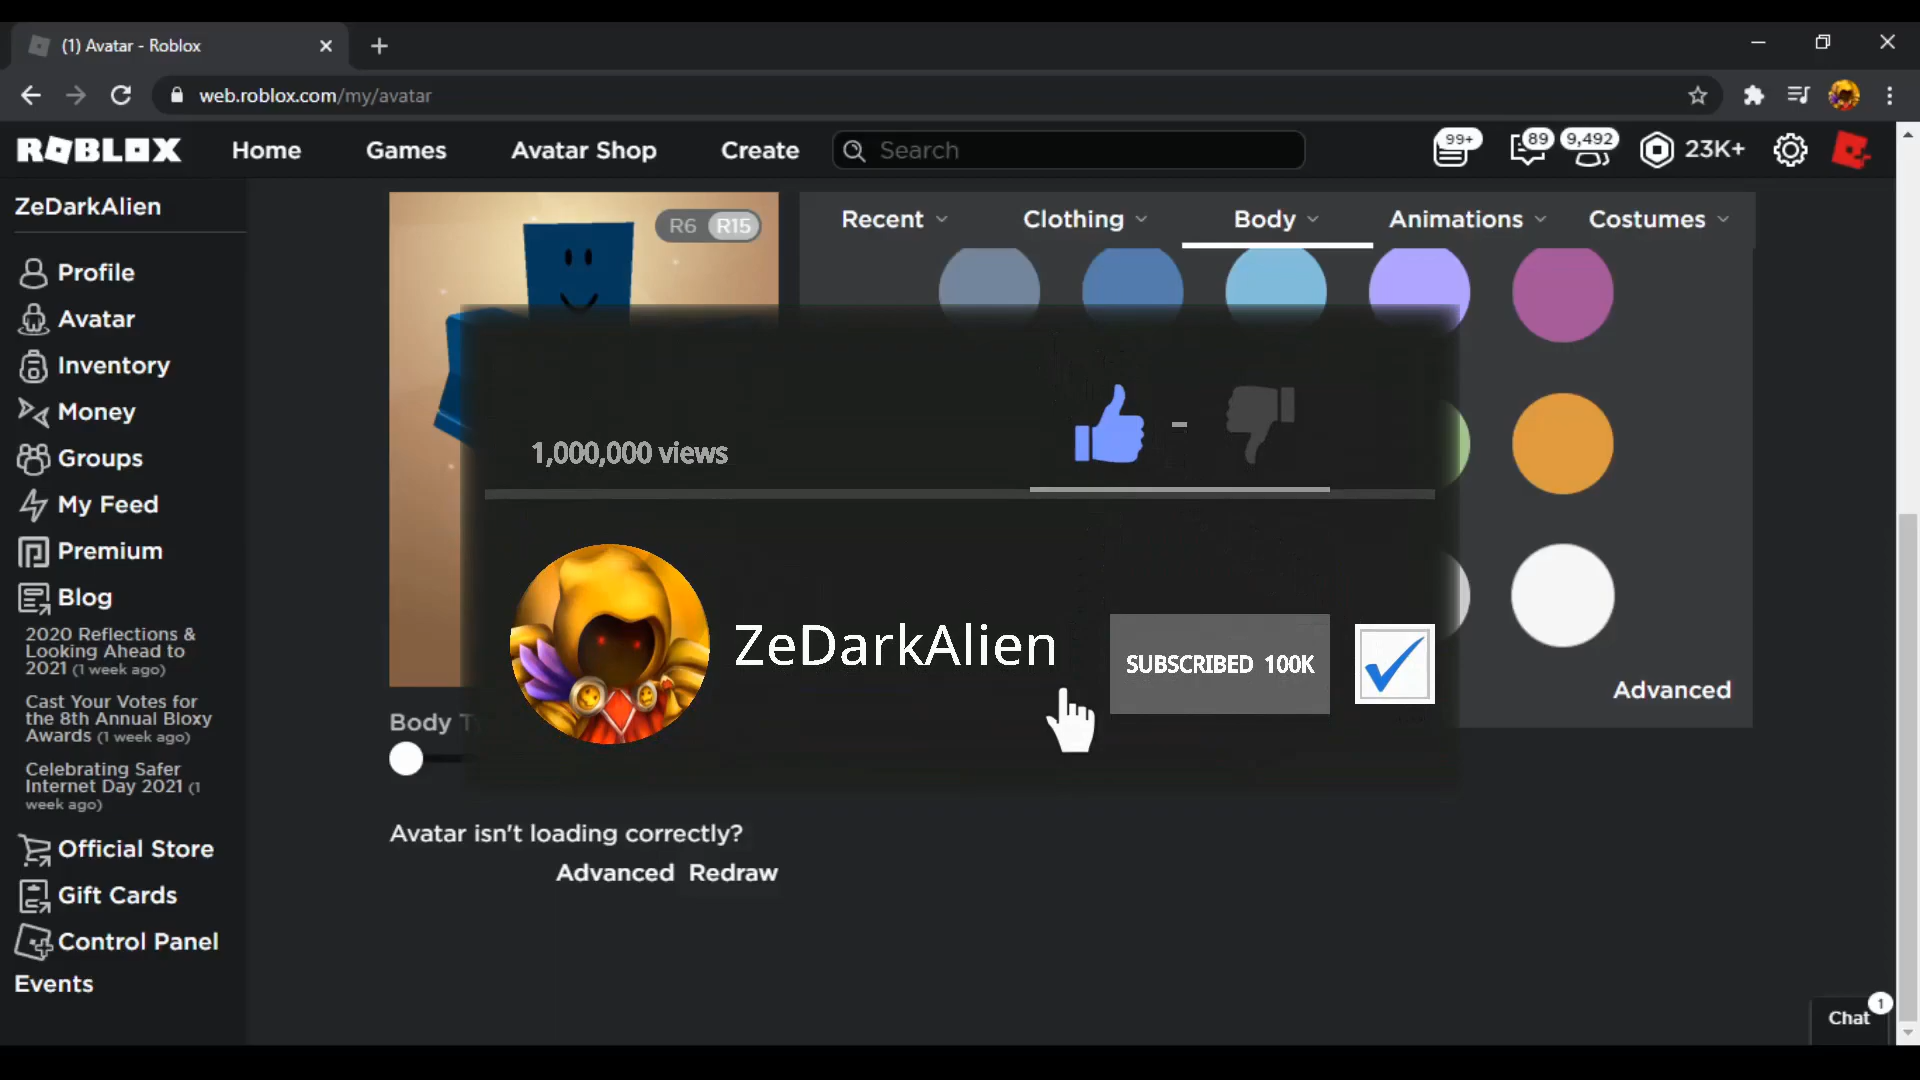 (1) Avatar - Roblox
web.roblox.com/my/avatar
ROBLOX
Home
Games
Avatar Shop
Create
Search
99+
89
9,492
23K+
ZeDarkAlien
Profile
Avatar
Inventory
Money
Groups
My Feed
Premium
Blog
2020 Reflections &
Looking Ahead to
2021 (1 week ago)
Cast Your Votes for
the 8th Annual Bloxy
Awards (1 week ago)
Celebrating Safer
Internet Day 2021 (1
week ago)
Official Store
Gift Cards
Control Panel
Events
R6 R15
Recent
Clothing
Body
Animations
Costumes
1,000,000 views
ZeDarkAlien
SUBSCRIBED 100K
Advanced
Body
Avatar isn't loading correctly?
Advanced Redraw
Chat
1